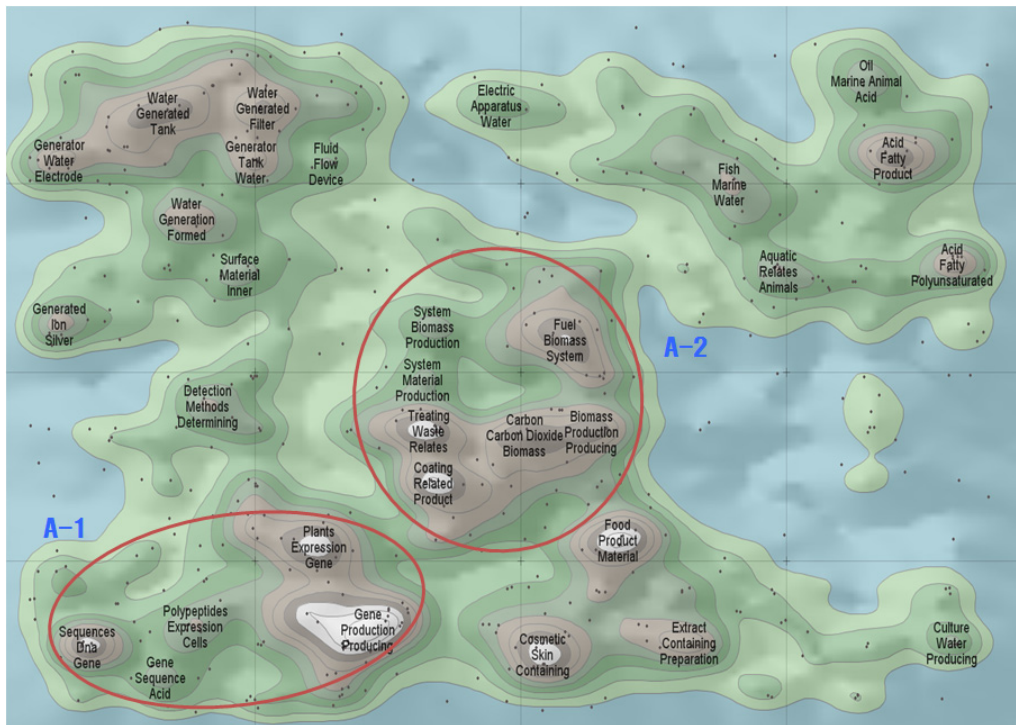 Water
Generated
Tank
Water
Generated
Filter
Electric
Apparatus
Water
Oil
Marine Animal
Acid
Generator
Water
Electrode
Generator
Tank
Water
Fluid
Flow
Device
Acid
Fatty
Product
Fish
Marine
Water
Water
Generation
Formed
Surface
Material
Inner
Aquatic
Relates
Animals
Acid
Fatty
Polyunsaturated
Generated
Ion
Silver
System
Biomass
Production
Fuel
Biomass
System
A-2
System
Material
Production
Detection
Methods
Determining
Treating
Waste
Relates
Carbon
Carbon Dioxide
Biomass
Biomass
Production
Producing
Coating
Related
Product
A-1
Plants
Expression
Gene
Food
Product
Material
Polypeptides
Expression
Cells
Gene
Production
Producing
Sequences
Dna
Gene
Gene
Sequence
Acid
Cosmetic
Skin
Containing
Extract
Containing
Preparation
Culture
Water
Producing